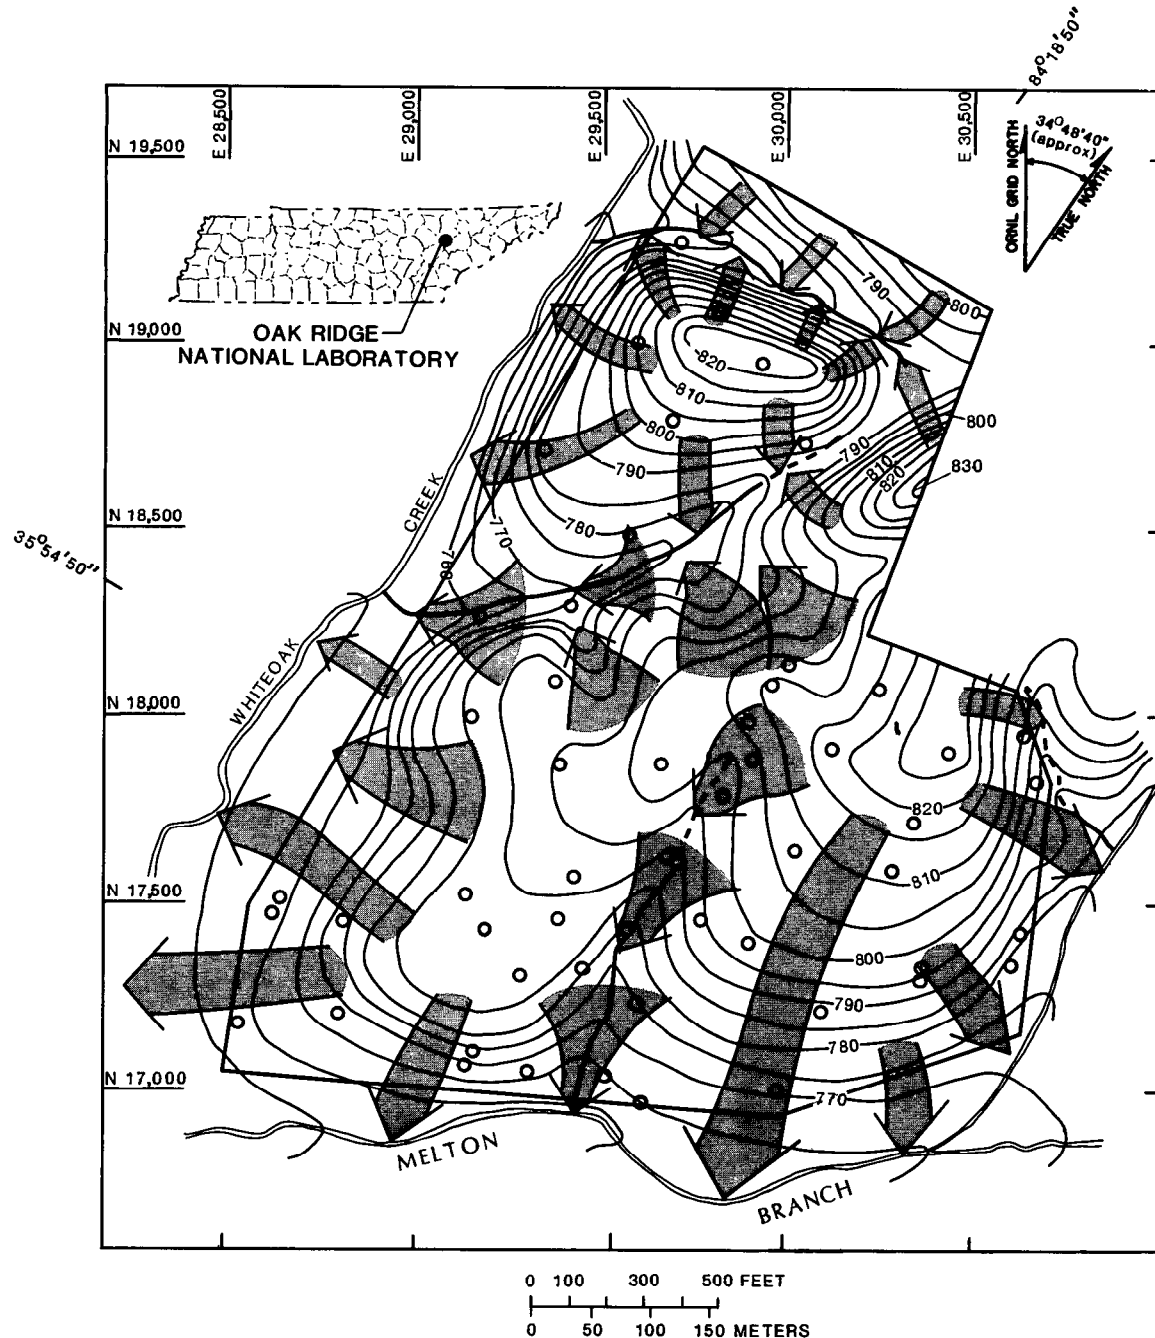 84°18'50"
E 28,500
E 29,000
E 29,500
E 30,000
E 30,500
34°48'40"
(approx)
ORNL GRID NORTH
TRUE NORTH
N 19,500
N 19,000
N 18,500
N 18,000
N 17,500
N 17,000
OAK RIDGE
NATIONAL LABORATORY
35°54'50"
CREEK
WHITEOAK
790
800
820
810
800
790
780
770
760
800
790
810
820
830
820
810
800
790
780
770
MELTON
BRANCH
0 100 300 500 FEET
0 50 100 150 METERS